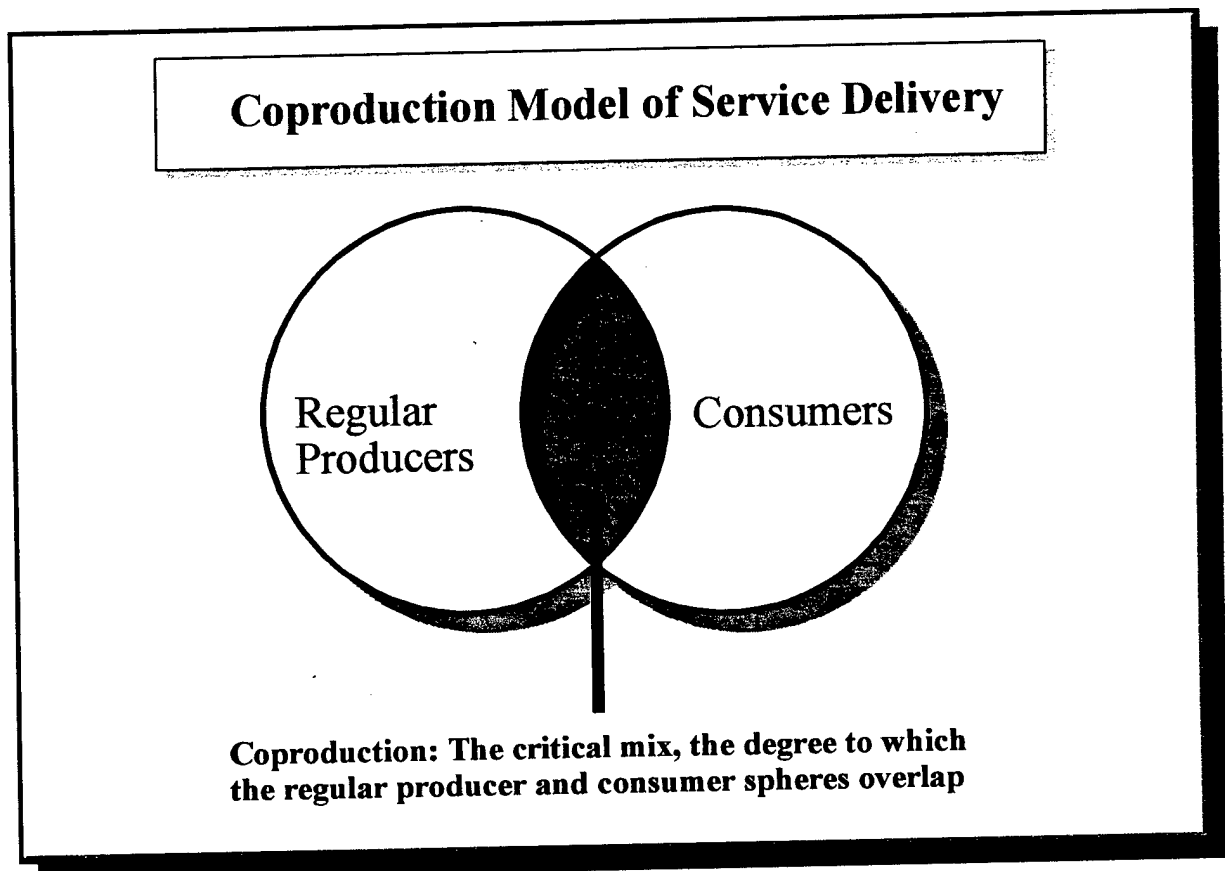 Coproduction Model of Service Delivery
Regular
Producers
Consumers
Coproduction: The critical mix, the degree to which
the regular producer and consumer spheres overlap